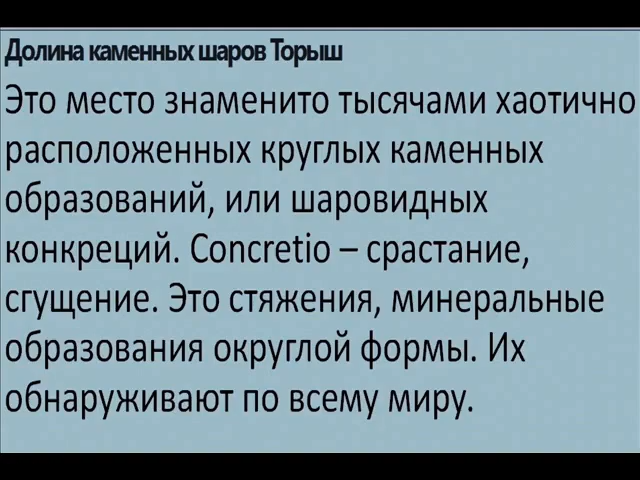 Долина каменных шаров Торыш
Это место знаменито тысячами хаотично
расположенных круглых каменных
образований, или шаровидных
конкреций. Concretio – срастание,
сгущение. Это стяжения, минеральные
образования округлой формы. Их
обнаруживают по всему миру.